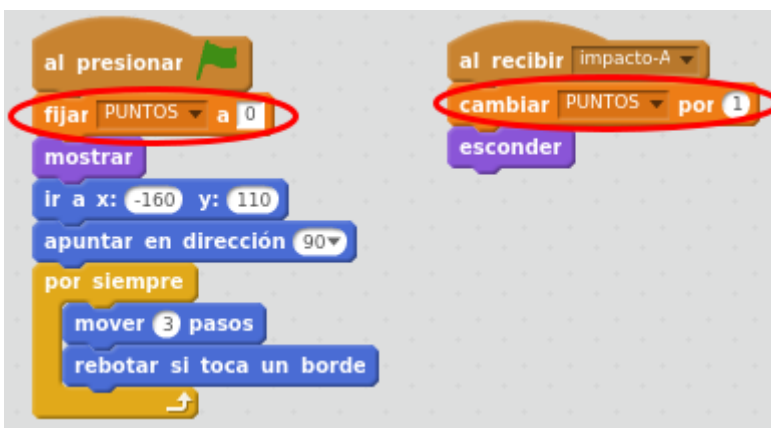 al presionar
fijar PUNTOS a 0
mostrar
ir a x: -160 y: 110
apuntar en dirección 90
por siempre
mover 3 pasos
rebotar si toca un borde
al recibir impacto-A
cambiar PUNTOS por 1
esconder